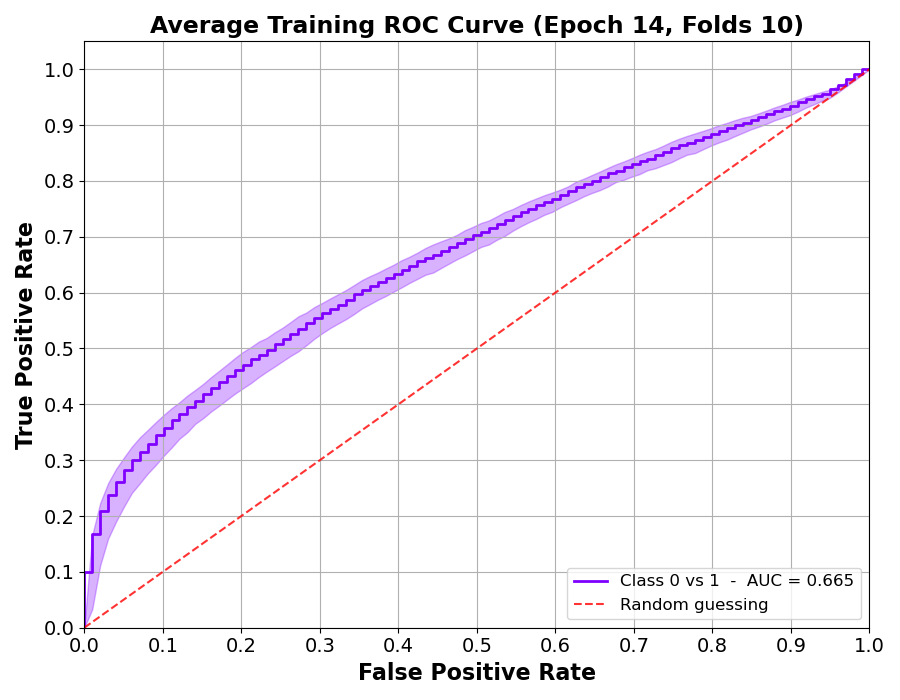 Average Training ROC Curve (Epoch 14, Folds 10)
True Positive Rate
1.0
0.9
0.8
0.7
0.6
0.5
0.4
0.3
0.2
0.1
0.0
0.0 0.1 0.2 0.3 0.4 0.5 0.6 0.7 0.8 0.9 1.0
False Positive Rate
Class 0 vs 1 - AUC = 0.665
Random guessing